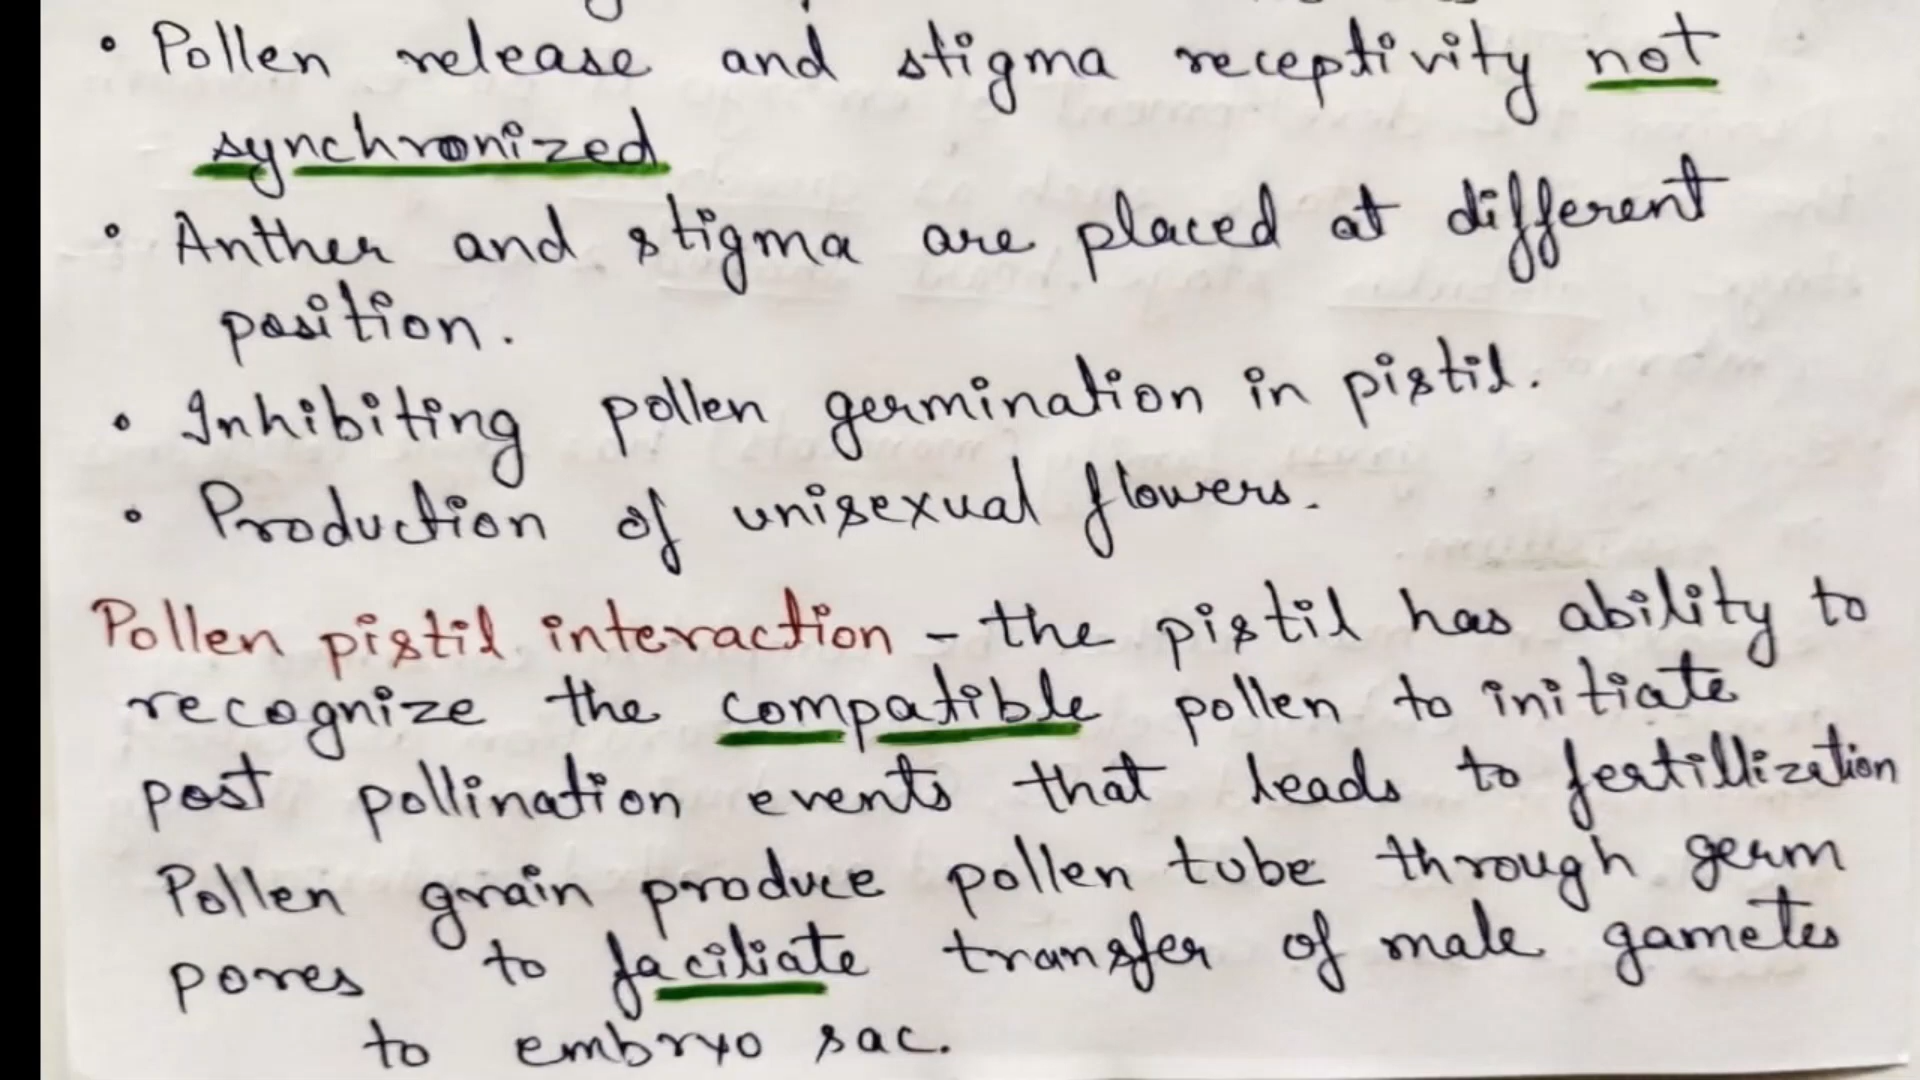 • Pollen release and stigma receptivity not
synchronized
• Anther and stigma are placed at different
position.
• Inhibiting pollen germination in pistil.
• Production of unisexual flowers.
Pollen pistil interaction - the pistil has ability to
recognize the compatible pollen to initiate
post pollination events that leads to fertillization
Pollen grain produce pollen tube through germ
pores to faciliate transfer of male gametes
to embryo sac.